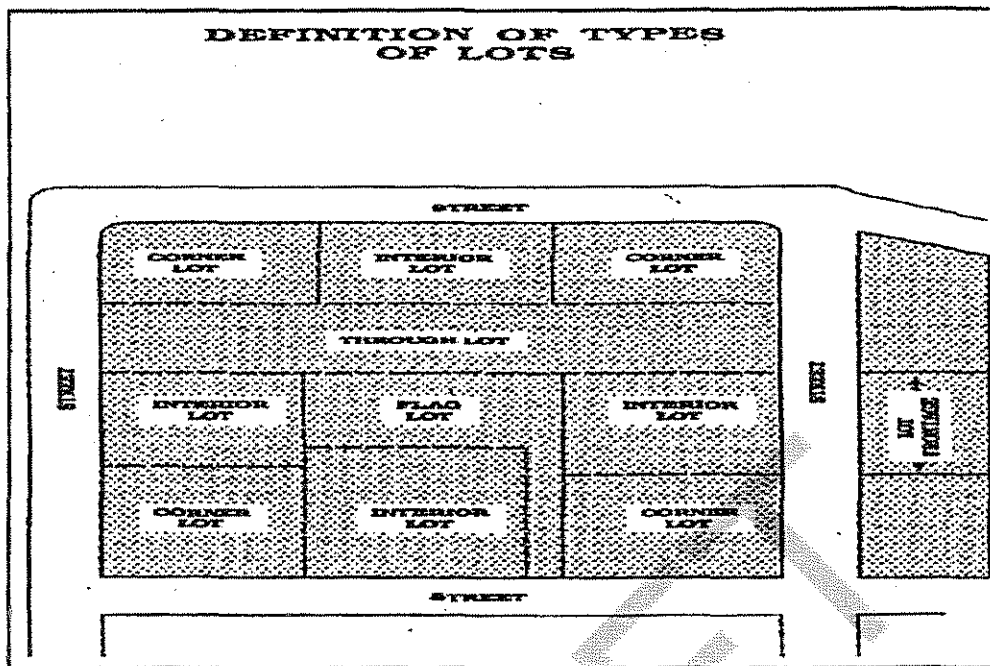 DEFINITION OF TYPES
OF LOTS
STREET
CORNER
LOT
INTERIOR
LOT
CORNER
LOT
THROUGH LOT
STREET
STREET
INTERIOR
LOT
FLAG
LOT
INTERIOR
LOT
LOT
FRONTAGE
CORNER
LOT
INTERIOR
LOT
CORNER
LOT
STREET